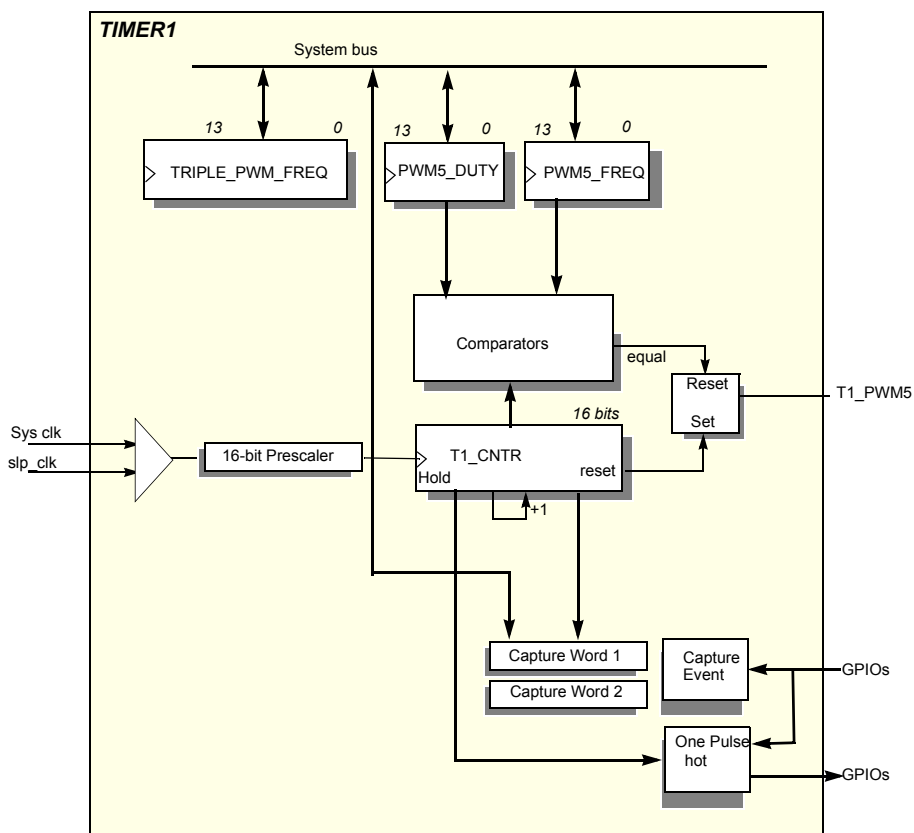 TIMER1
System bus
13 0
13 0
13 0
TRIPLE_PWM_FREQ
PWM5_DUTY
PWM5_FREQ
Comparators
equal
Reset
Set
T1_PWM5
16 bits
Sys clk
slp_clk
16-bit Prescaler
T1_CNTR
Hold
reset
+1
Capture Word 1
Capture Word 2
Capture
Event
GPIOs
One Pulse
hot
GPIOs